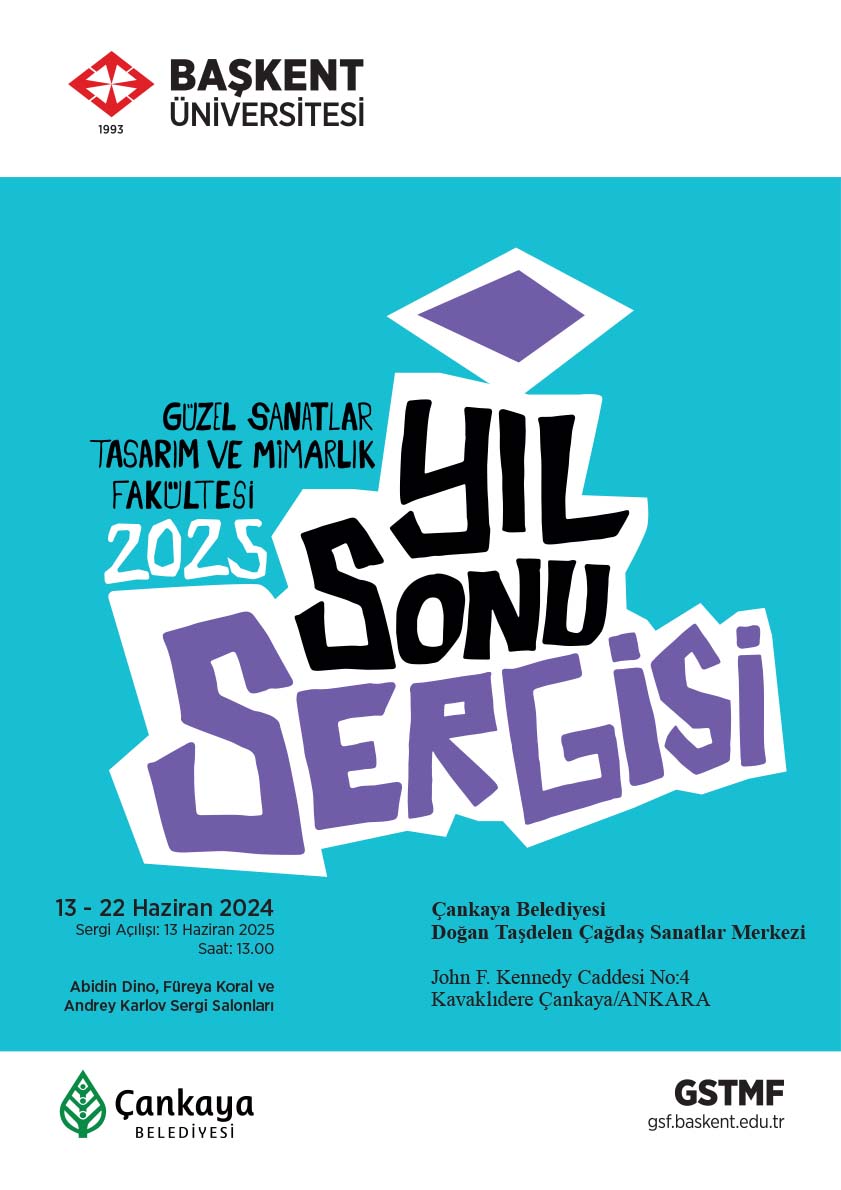 BAŞKENT
ÜNİVERSİTESİ
1993
GÜZEL SANATLAR
TASARIM VE MİMARLIK
FAKÜLTESİ
2025
YIL
SONU
SERGİSİ
13 - 22 Haziran 2024
Sergi Açılışı: 13 Haziran 2025
Saat: 13.00
Abidin Dino, Füreya Koral ve
Andrey Karlov Sergi Salonları
Çankaya Belediyesi
Doğan Taşdelen Çağdaş Sanatlar Merkezi
John F. Kennedy Caddesi No:4
Kavaklıdere Çankaya/ANKARA
Çankaya
BELEDİYESİ
GSTMF
gsf.baskent.edu.tr